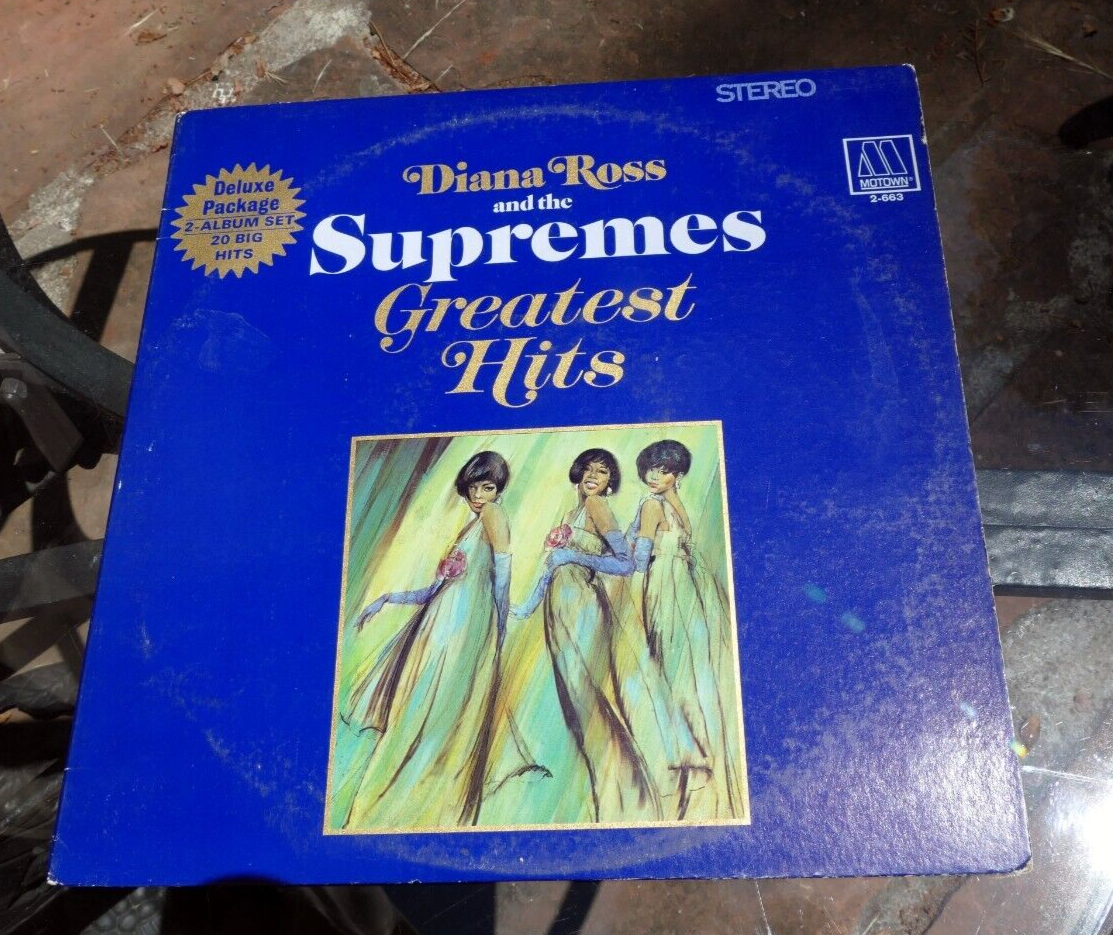 STEREO
Deluxe
Package
2-ALBUM SET
20 BIG
HITS
Diana Ross
and the
Supremes
Greatest
Hits
MOTOWN®
2-663